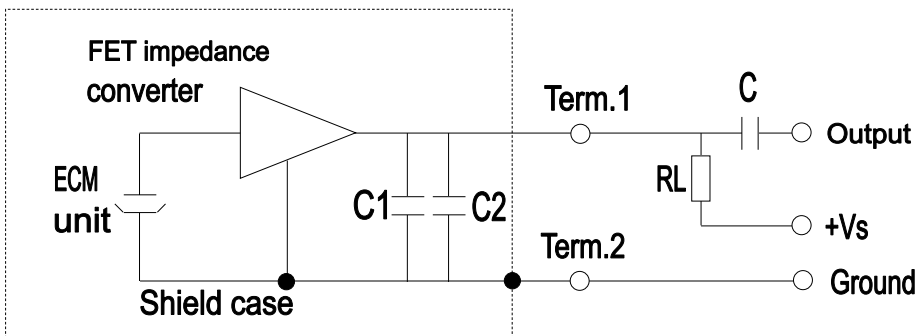 FET impedance
converter
ECM
unit
C1
C2
Shield case
Term.1
Term.2
C
RL
Output
+Vs
Ground